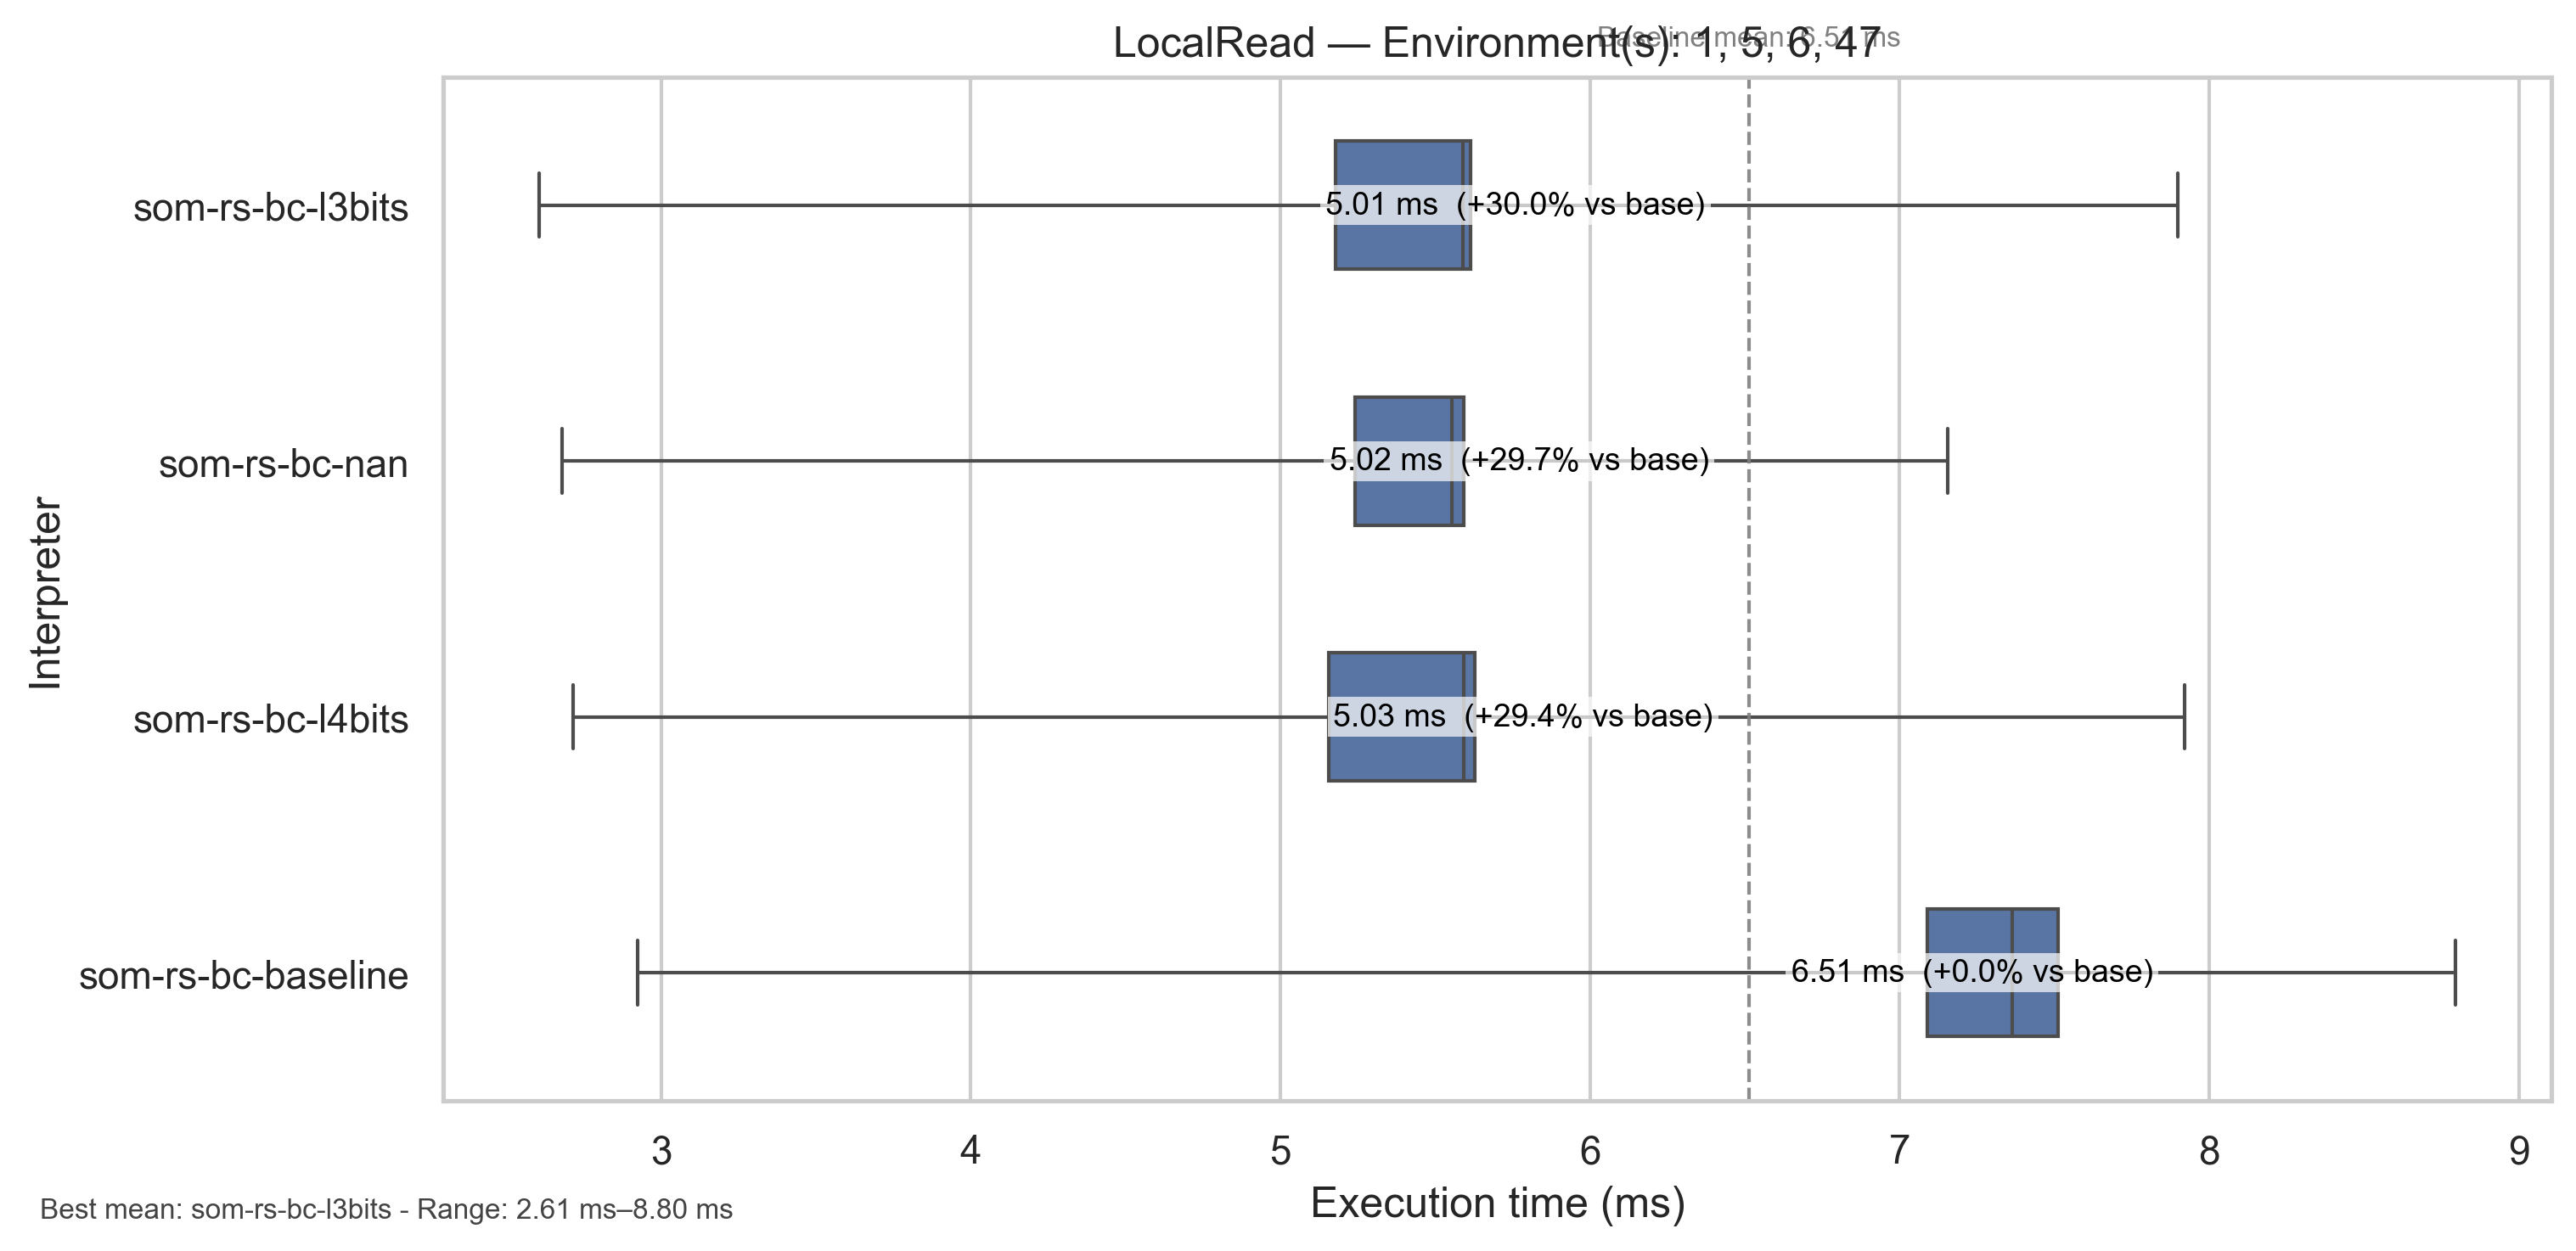 LocalRead — Environment(s): 1, 5, 6, 47
Baseline mean: 6.51 ms
Interpreter
som-rs-bc-l3bits
5.01 ms (+30.0% vs base)
som-rs-bc-nan
5.02 ms (+29.7% vs base)
som-rs-bc-l4bits
5.03 ms (+29.4% vs base)
som-rs-bc-baseline
6.51 ms (+0.0% vs base)
3 4 5 6 7 8 9
Execution time (ms)
Best mean: som-rs-bc-l3bits - Range: 2.61 ms–8.80 ms